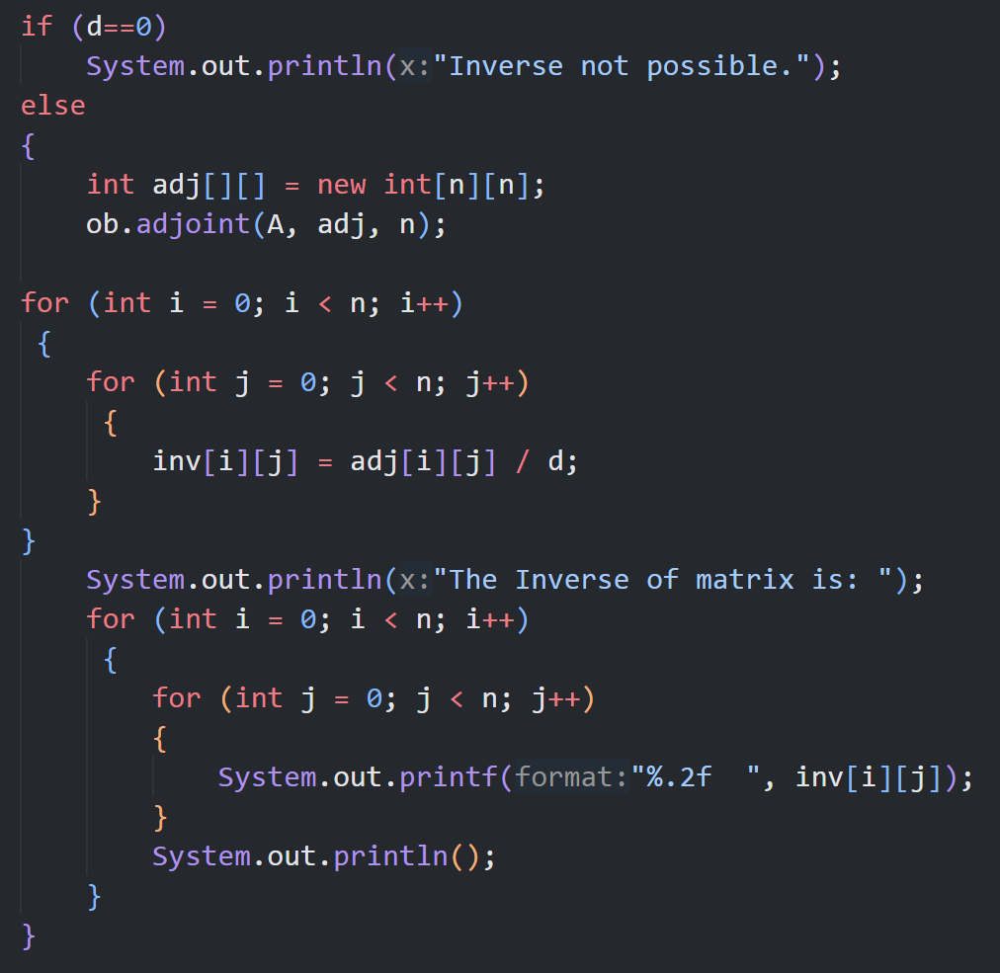 if (d==0)
    System.out.println(x:"Inverse not possible.");
else
{
    int adj[][] = new int[n][n];
    ob.adjoint(A, adj, n);

for (int i = 0; i < n; i++)
 {
    for (int j = 0; j < n; j++)
     {
        inv[i][j] = adj[i][j] / d;
    }
}
    System.out.println(x:"The Inverse of matrix is: ");
    for (int i = 0; i < n; i++)
     {
        for (int j = 0; j < n; j++)
        {
            System.out.printf(format:"%.2f  ", inv[i][j]);
        }
        System.out.println();
    }
}